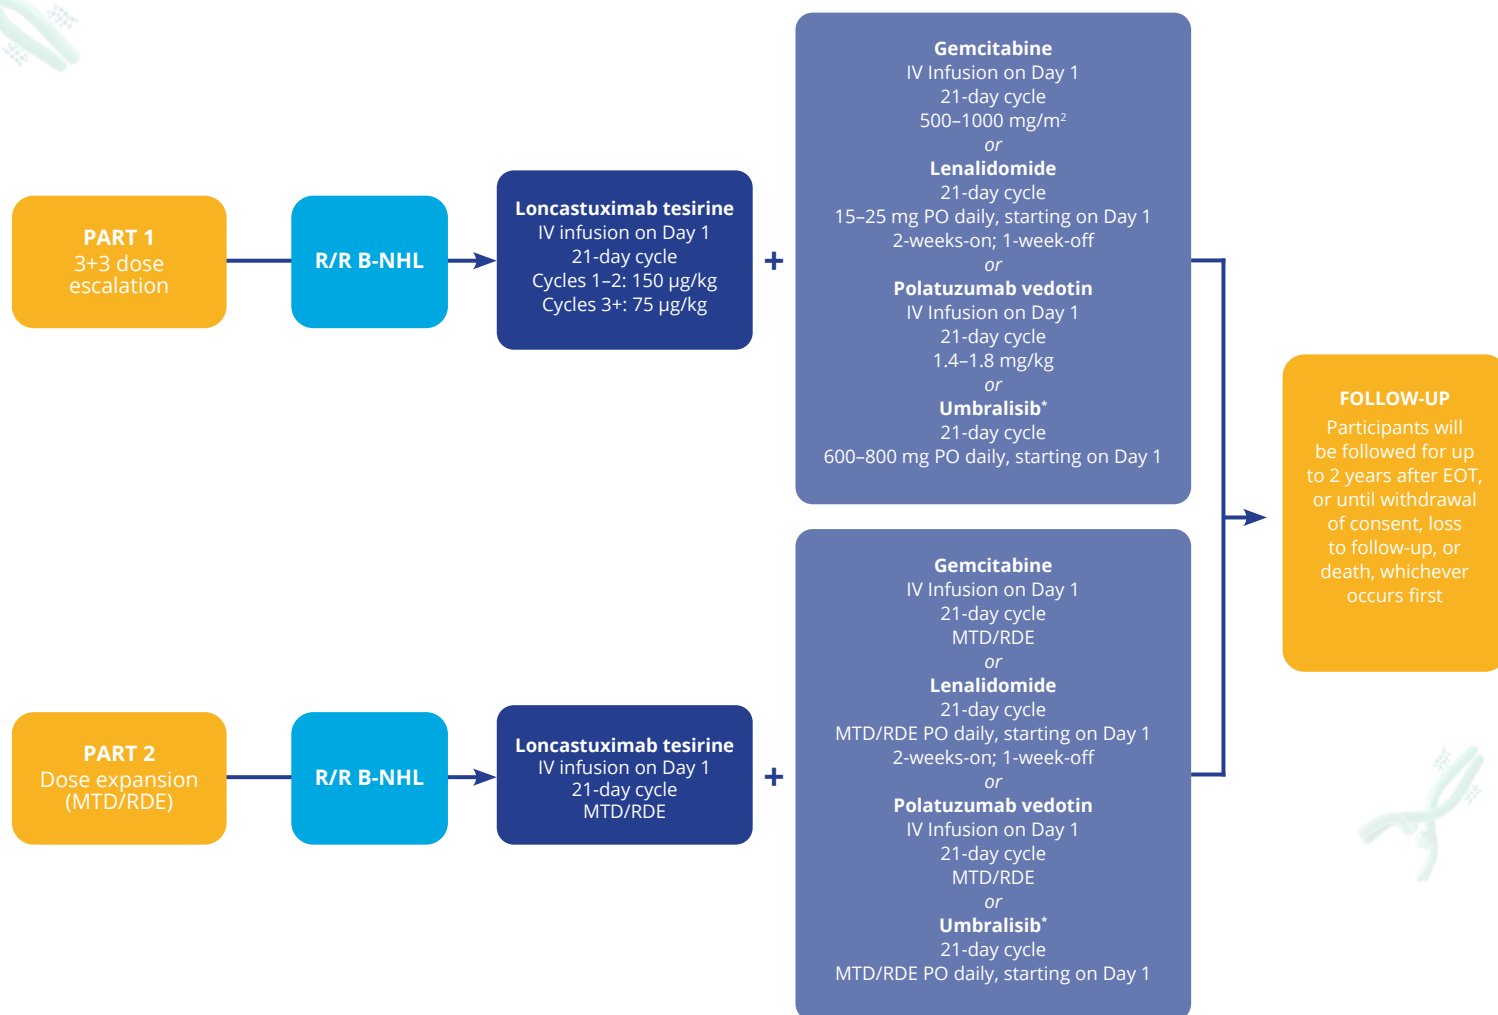 PART 1
3+3 dose
escalation
R/R B-NHL
Loncastuximab tesirine
IV infusion on Day 1
21-day cycle
Cycles 1–2: 150 μg/kg
Cycles 3+: 75 μg/kg
+
Gemcitabine
IV Infusion on Day 1
21-day cycle
500–1000 mg/m²
or
Lenalidomide
21-day cycle
15–25 mg PO daily, starting on Day 1
2-weeks-on; 1-week-off
or
Polatuzumab vedotin
IV Infusion on Day 1
21-day cycle
1.4–1.8 mg/kg
or
Umbralisib*
21-day cycle
600–800 mg PO daily, starting on Day 1
PART 2
Dose expansion
(MTD/RDE)
R/R B-NHL
Loncastuximab tesirine
IV infusion on Day 1
21-day cycle
MTD/RDE
+
Gemcitabine
IV Infusion on Day 1
21-day cycle
MTD/RDE
or
Lenalidomide
21-day cycle
MTD/RDE PO daily, starting on Day 1
2-weeks-on; 1-week-off
or
Polatuzumab vedotin
IV Infusion on Day 1
21-day cycle
MTD/RDE
or
Umbralisib*
21-day cycle
MTD/RDE PO daily, starting on Day 1
FOLLOW-UP
Participants will
be followed for up
to 2 years after EOT,
or until withdrawal
of consent, loss
to follow-up, or
death, whichever
occurs first